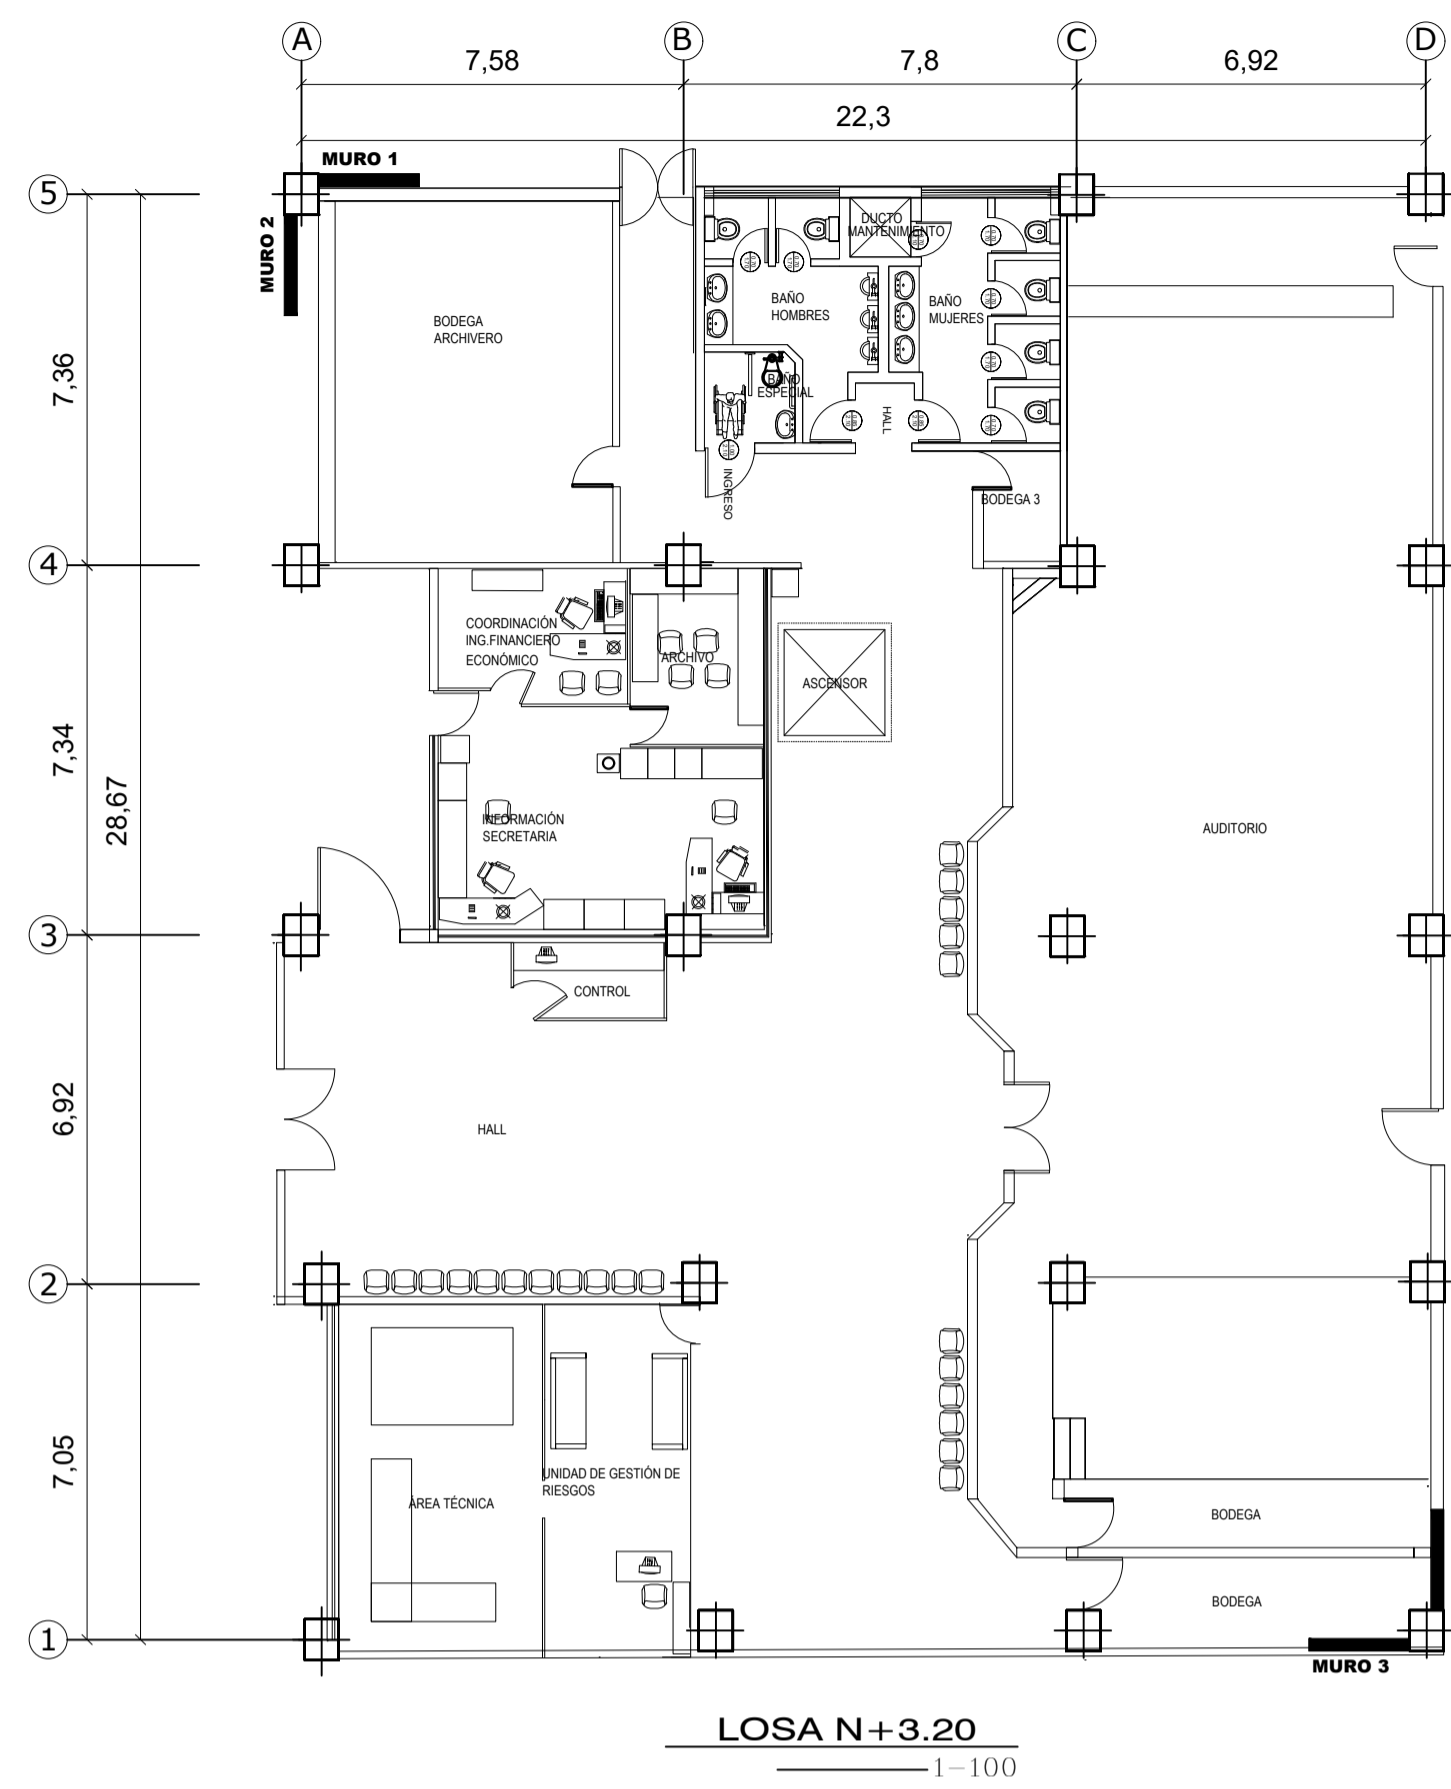 A
B
C
D
7,58
7,8
6,92
22,3
MURO 1
5
MURO 2
DUCTO
MANTENIMIENTO
BAÑO
HOMBRES
BAÑO
MUJERES
BODEGA
ARCHIVERO
7,36
BAÑO
ESPECIAL
HALL
INGRESO
BODEGA 3
4
COORDINACIÓN
ING.FINANCIERO
ECONÓMICO
ARCHIVO
ASCENSOR
7,34
28,67
INFORMACIÓN
SECRETARIA
AUDITORIO
3
CONTROL
6,92
HALL
2
7,05
UNIDAD DE GESTIÓN DE
RIESGOS
ÁREA TÉCNICA
BODEGA
BODEGA
1
MURO 3
LOSA N+3.20
1-100